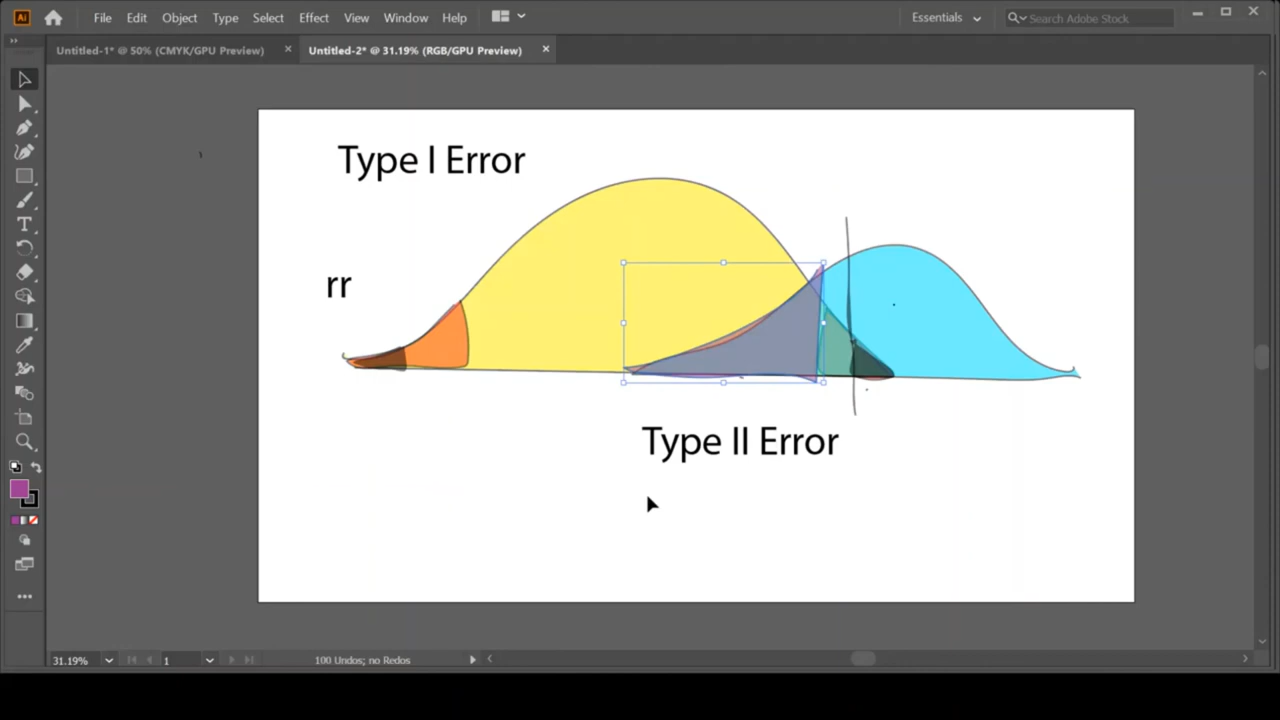 Ai File Edit Object Type Select Effect View Window Help Essentials Search Adobe Stock
Untitled-1* @ 50% (CMYK/GPU Preview) × Untitled-2* @ 31.19% (RGB/GPU Preview) ×
Type I Error
rr
Type II Error
31.19% 1 100 Undos; no Redos